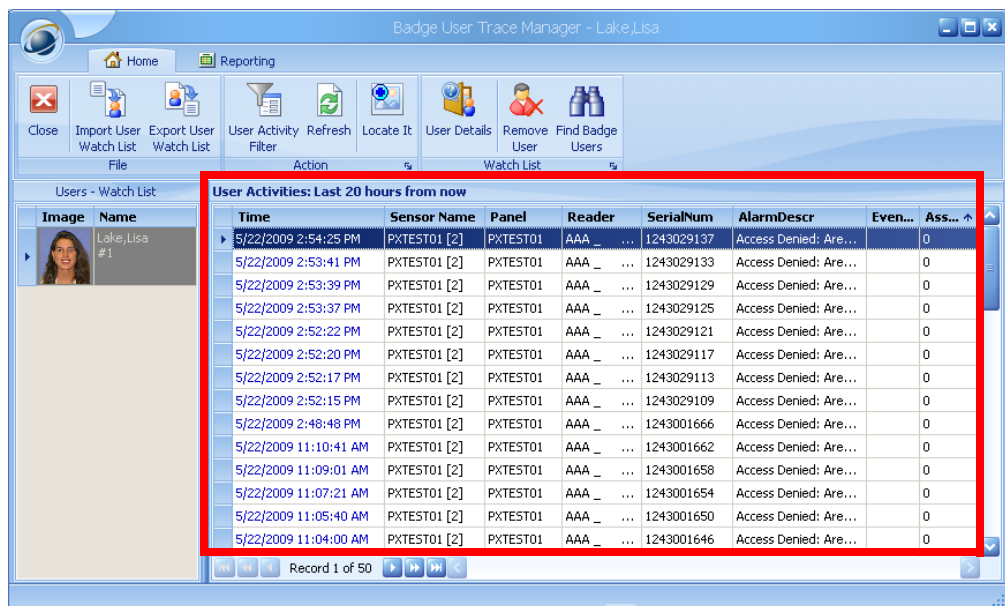 Badge User Trace Manager - Lake,Lisa
Home Reporting
Close Import User Watch List Export User Watch List User Activity Filter Refresh Locate It User Details Remove User Find Badge Users
File Action Watch List
Users - Watch List
Image Name
Lake,Lisa
#1
User Activities: Last 20 hours from now
Time Sensor Name Panel Reader SerialNum AlarmDescr Even... Ass...
5/22/2009 2:54:25 PM PXTEST01 [2] PXTEST01 AAA _ ... 1243029137 Access Denied: Are... 0
5/22/2009 2:53:41 PM PXTEST01 [2] PXTEST01 AAA _ ... 1243029133 Access Denied: Are... 0
5/22/2009 2:53:39 PM PXTEST01 [2] PXTEST01 AAA _ ... 1243029129 Access Denied: Are... 0
5/22/2009 2:53:37 PM PXTEST01 [2] PXTEST01 AAA _ ... 1243029125 Access Denied: Are... 0
5/22/2009 2:52:22 PM PXTEST01 [2] PXTEST01 AAA _ ... 1243029121 Access Denied: Are... 0
5/22/2009 2:52:20 PM PXTEST01 [2] PXTEST01 AAA _ ... 1243029117 Access Denied: Are... 0
5/22/2009 2:52:17 PM PXTEST01 [2] PXTEST01 AAA _ ... 1243029113 Access Denied: Are... 0
5/22/2009 2:52:15 PM PXTEST01 [2] PXTEST01 AAA _ ... 1243029109 Access Denied: Are... 0
5/22/2009 2:48:48 PM PXTEST01 [2] PXTEST01 AAA _ ... 1243001666 Access Denied: Are... 0
5/22/2009 11:10:41 AM PXTEST01 [2] PXTEST01 AAA _ ... 1243001662 Access Denied: Are... 0
5/22/2009 11:09:01 AM PXTEST01 [2] PXTEST01 AAA _ ... 1243001658 Access Denied: Are... 0
5/22/2009 11:07:21 AM PXTEST01 [2] PXTEST01 AAA _ ... 1243001654 Access Denied: Are... 0
5/22/2009 11:05:40 AM PXTEST01 [2] PXTEST01 AAA _ ... 1243001650 Access Denied: Are... 0
5/22/2009 11:04:00 AM PXTEST01 [2] PXTEST01 AAA _ ... 1243001646 Access Denied: Are... 0
Record 1 of 50